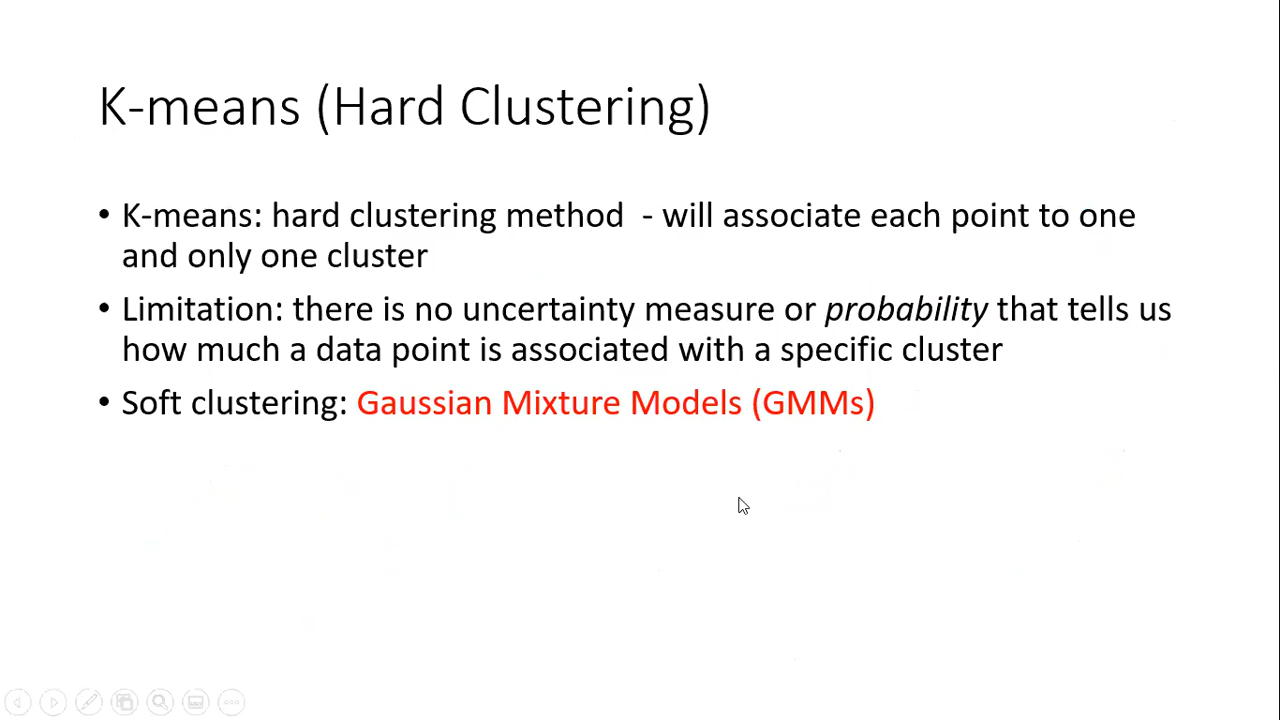 K-means (Hard Clustering)
• K-means: hard clustering method  - will associate each point to one
and only one cluster
• Limitation: there is no uncertainty measure or probability that tells us
how much a data point is associated with a specific cluster
• Soft clustering: Gaussian Mixture Models (GMMs)